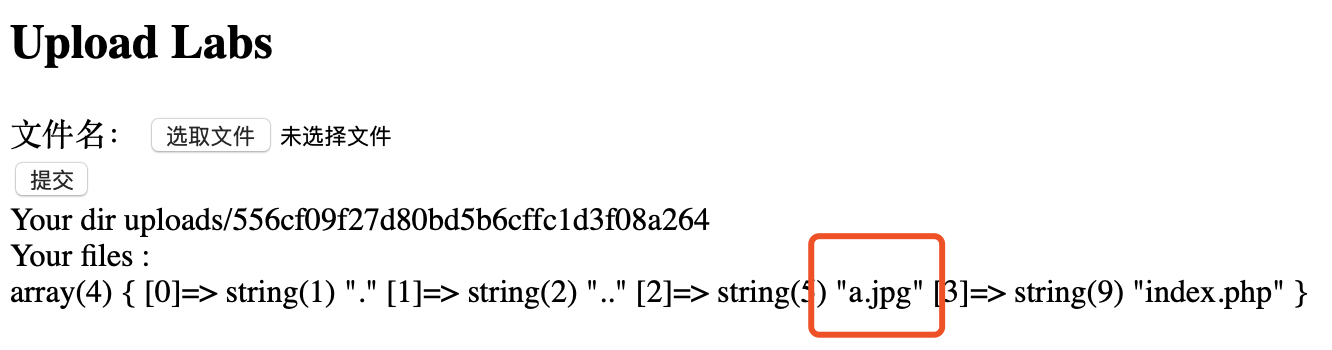 Upload Labs
文件名： 选取文件 未选择文件
提交
Your dir uploads/556cf09f27d80bd5b6cffc1d3f08a264
Your files :
array(4) { [0]=> string(1) "." [1]=> string(2) ".." [2]=> string(5) "a.jpg" [3]=> string(9) "index.php" }